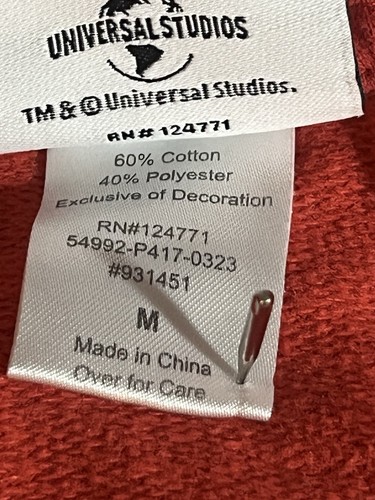 UNIVERSAL STUDIOS
TM & © Universal Studios.
RN# 124771
60% Cotton
40% Polyester
Exclusive of Decoration
RN#124771
54992-P417-0323
#931451
M
Made in China
Over for Care